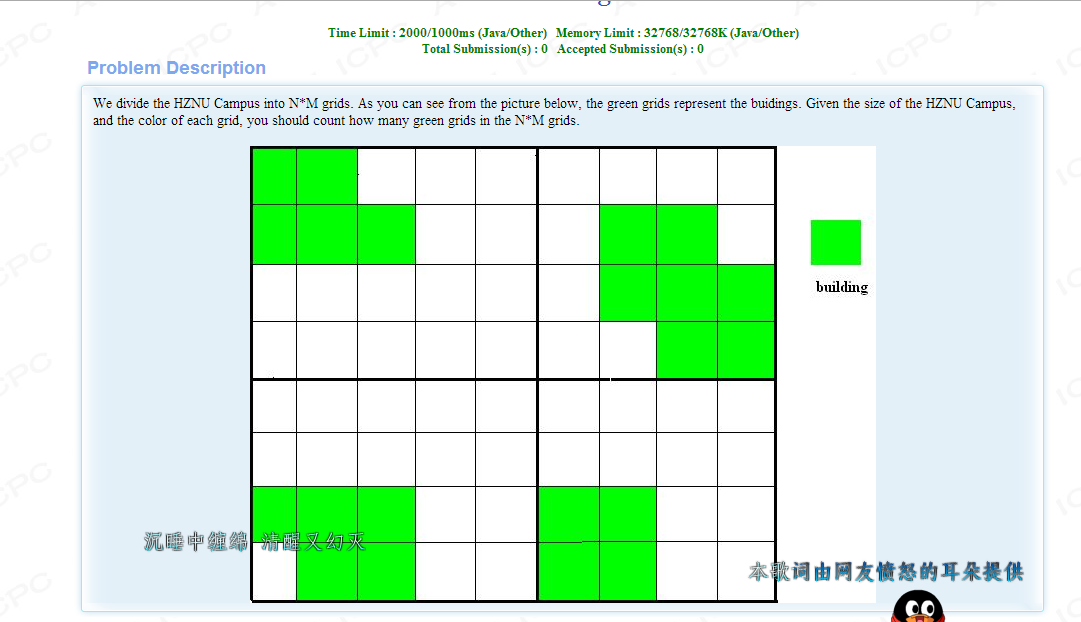 Time Limit : 2000/1000ms (Java/Other) Memory Limit : 32768/32768K (Java/Other)
Total Submission(s) : 0 Accepted Submission(s) : 0
Problem Description
We divide the HZNU Campus into N*M grids. As you can see from the picture below, the green grids represent the buidings. Given the size of the HZNU Campus,
and the color of each grid, you should count how many green grids in the N*M grids.
building
沉睡中缠绵 清醒又幻灭
本歌词由网友愤怒的耳朵提供